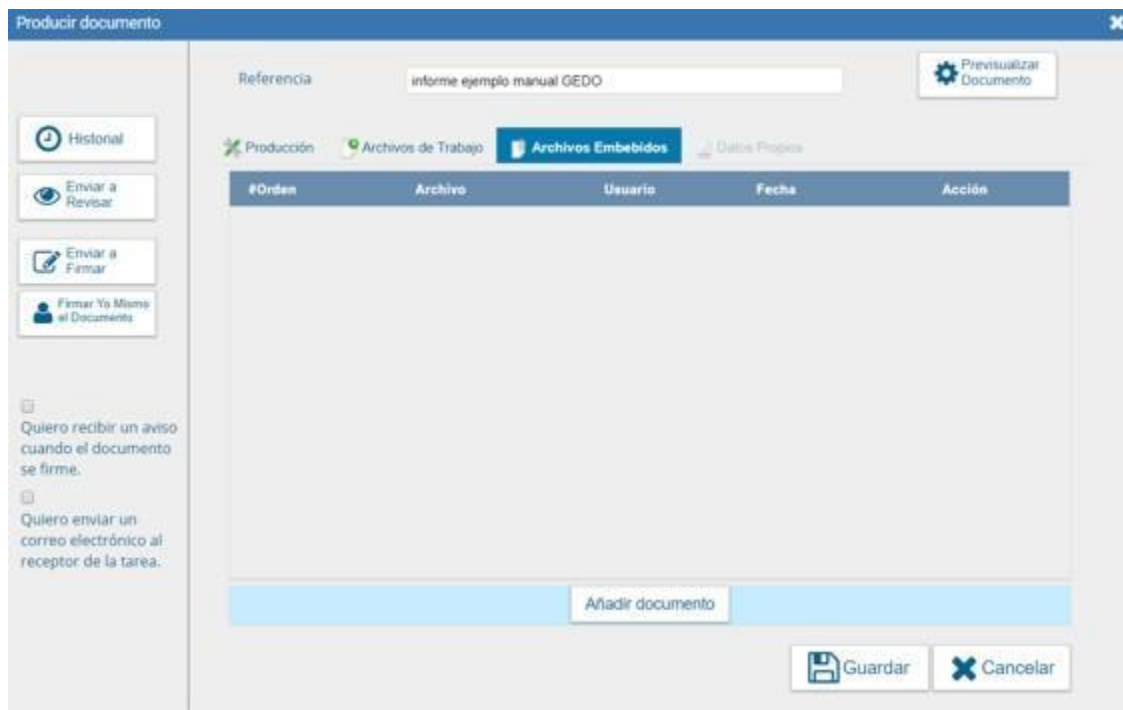 Producir documento
Referencia
informe ejemplo manual GEDO
Previsualizar
Documento
Historial
Enviar a
Revisar
Enviar a
Firmar
Firmar Yo Mismo
el Documento
Quiero recibir un aviso
cuando el documento
se firme.
Quiero enviar un
correo electrónico al
receptor de la tarea.
Producción
Archivos de Trabajo
Archivos Embebidos
Datos Propios
#Orden
Archivo
Usuario
Fecha
Acción
Añadir documento
Guardar
Cancelar